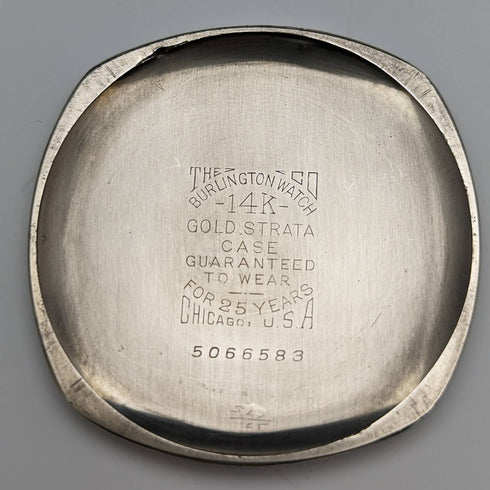 THE CO
BURLINGTON WATCH
-14K-
GOLD STRATA
CASE
GUARANTEED
TO WEAR
FOR 25 YEARS
CHICAGO, U.S.A
5066583